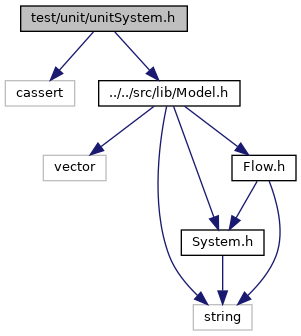 test/unit/unitSystem.h
cassert
../../src/lib/Model.h
vector
Flow.h
System.h
string